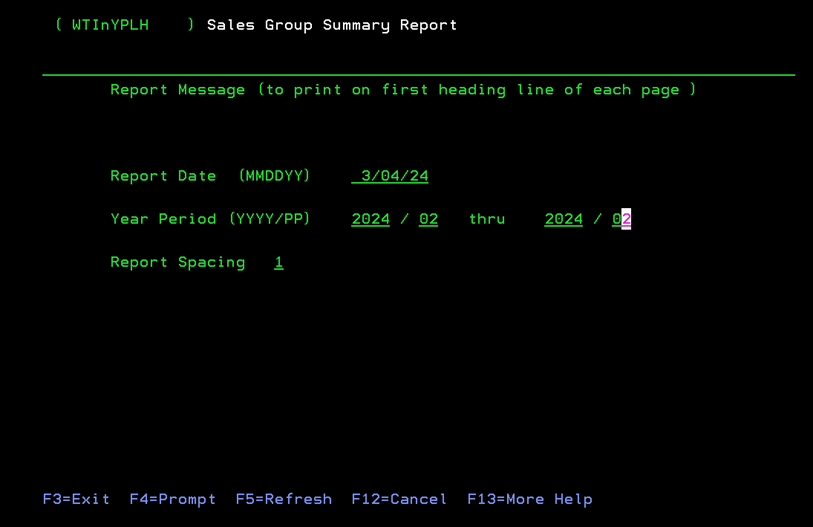 ( WTInYPLH    ) Sales Group Summary Report
Report Message (to print on first heading line of each page )
Report Date  (MMDDYY)    3/04/24
Year Period (YYYY/PP)    2024 / 02   thru    2024 / 02
Report Spacing   1
F3=Exit  F4=Prompt  F5=Refresh  F12=Cancel  F13=More Help